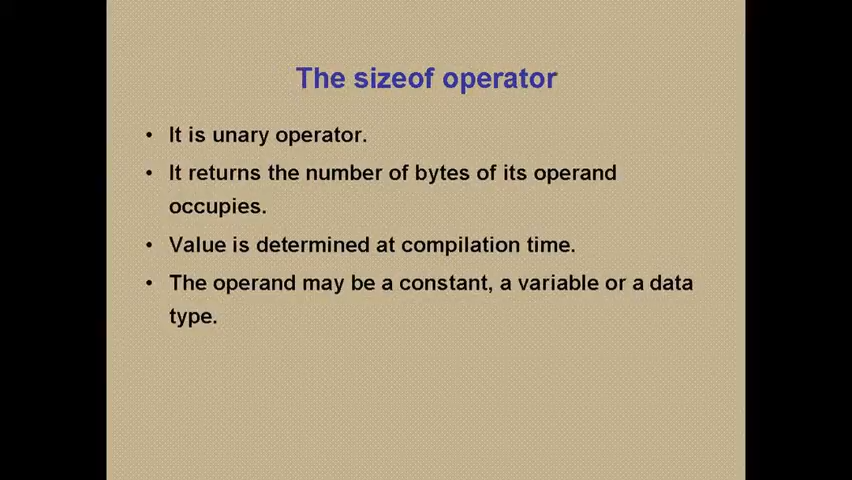 The sizeof operator
• It is unary operator.
• It returns the number of bytes of its operand
occupies.
• Value is determined at compilation time.
• The operand may be a constant, a variable or a data
type.